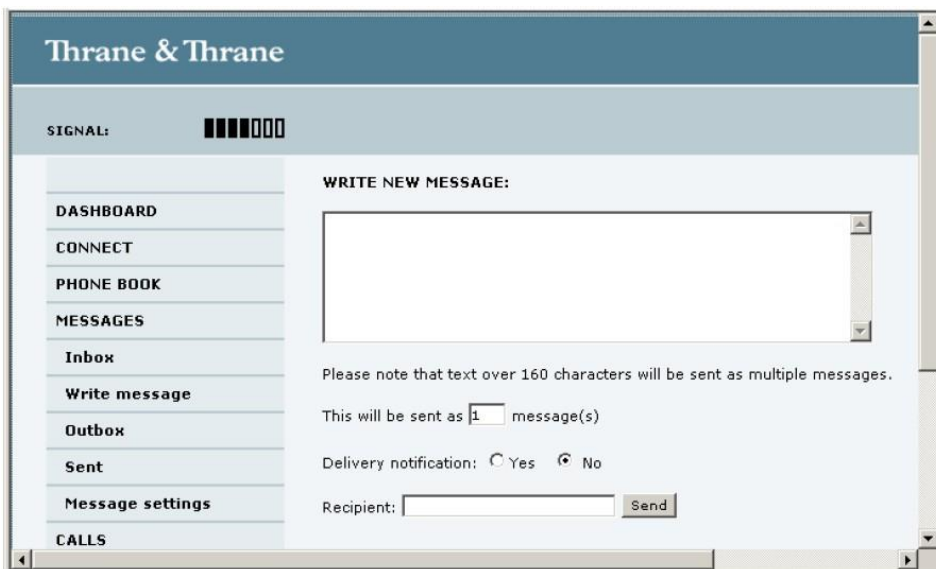 Thrane & Thrane
SIGNAL:
DASHBOARD
CONNECT
PHONE BOOK
MESSAGES
Inbox
Write message
Outbox
Sent
Message settings
CALLS
WRITE NEW MESSAGE:
Please note that text over 160 characters will be sent as multiple messages.
This will be sent as 1 message(s)
Delivery notification: Yes No
Recipient: Send